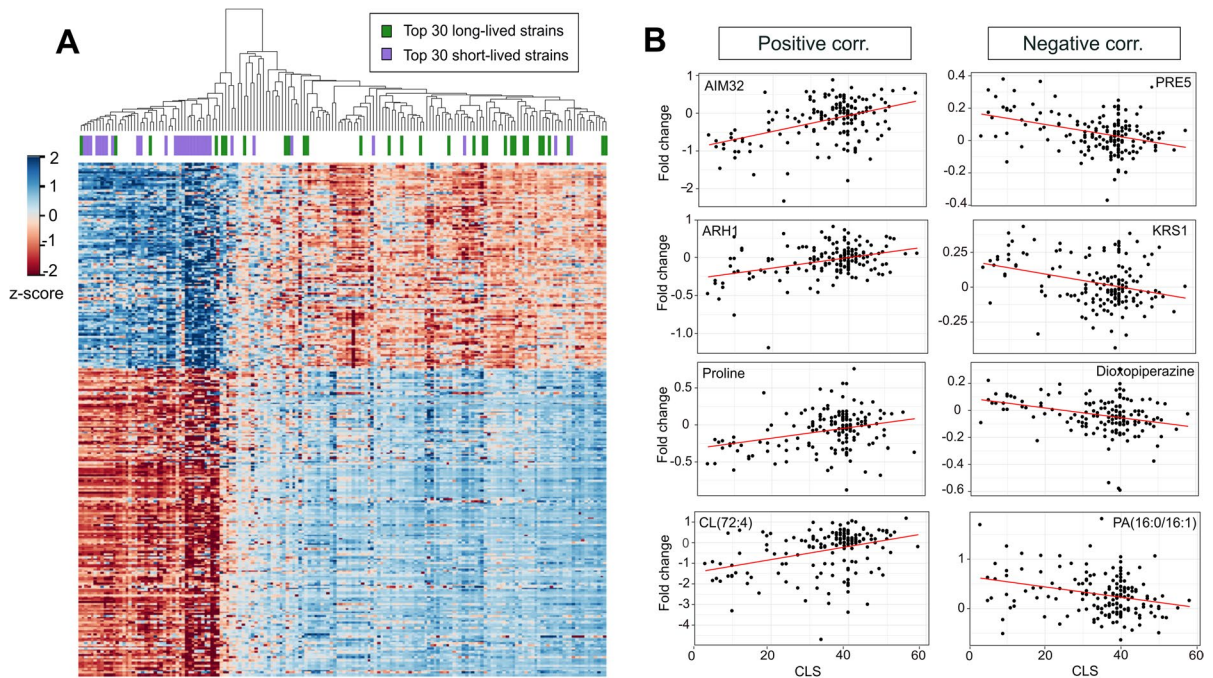 A
Top 30 long-lived strains
Top 30 short-lived strains
2
1
0
-1
-2
z-score
B
Positive corr.
Negative corr.
AIM32
Fold change
1
0
-1
-2
PRE5
0.4
0.2
0
-0.2
-0.4
ARH1
Fold change
1
0
-0.5
-1.0
KRS1
0.25
0
-0.25
Proline
Fold change
0.5
0
-0.5
Dioxopiperazine
0.2
0
-0.2
-0.4
-0.6
CL(72:4)
Fold change
1
0
-1
-2
-3
-4
0
20
40
60
CLS
PA(16:0/16:1)
1
0
0
20
40
60
CLS